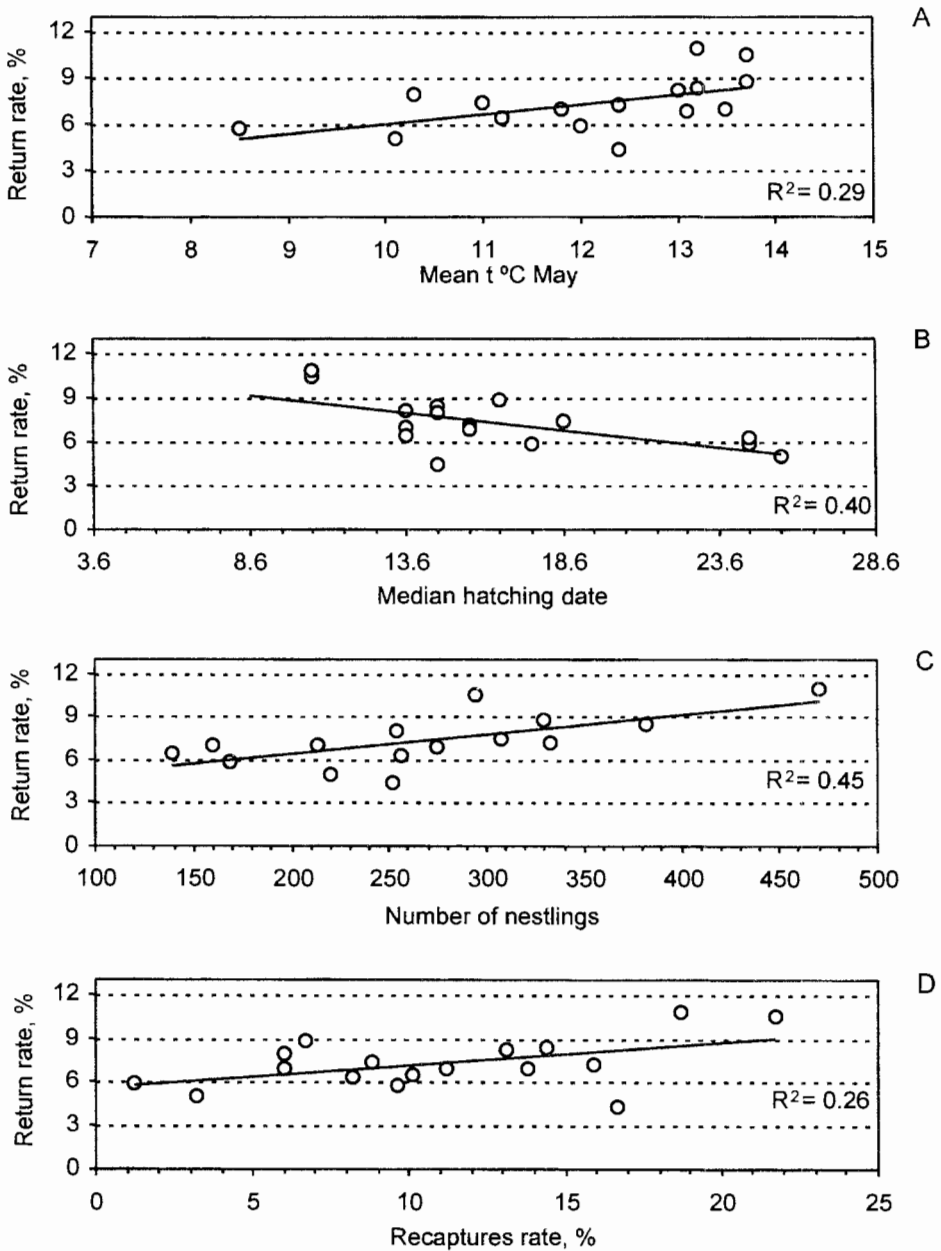 A
Return rate, %
12
9
6
3
0
R²= 0.29
7 8 9 10 11 12 13 14 15
Mean t ºC May
B
Return rate, %
12
9
6
3
0
R²= 0.40
3.6 8.6 13.6 18.6 23.6 28.6
Median hatching date
C
Return rate, %
12
9
6
3
0
R²= 0.45
100 150 200 250 300 350 400 450 500
Number of nestlings
D
Return rate, %
12
9
6
3
0
R²= 0.26
0 5 10 15 20 25
Recaptures rate, %